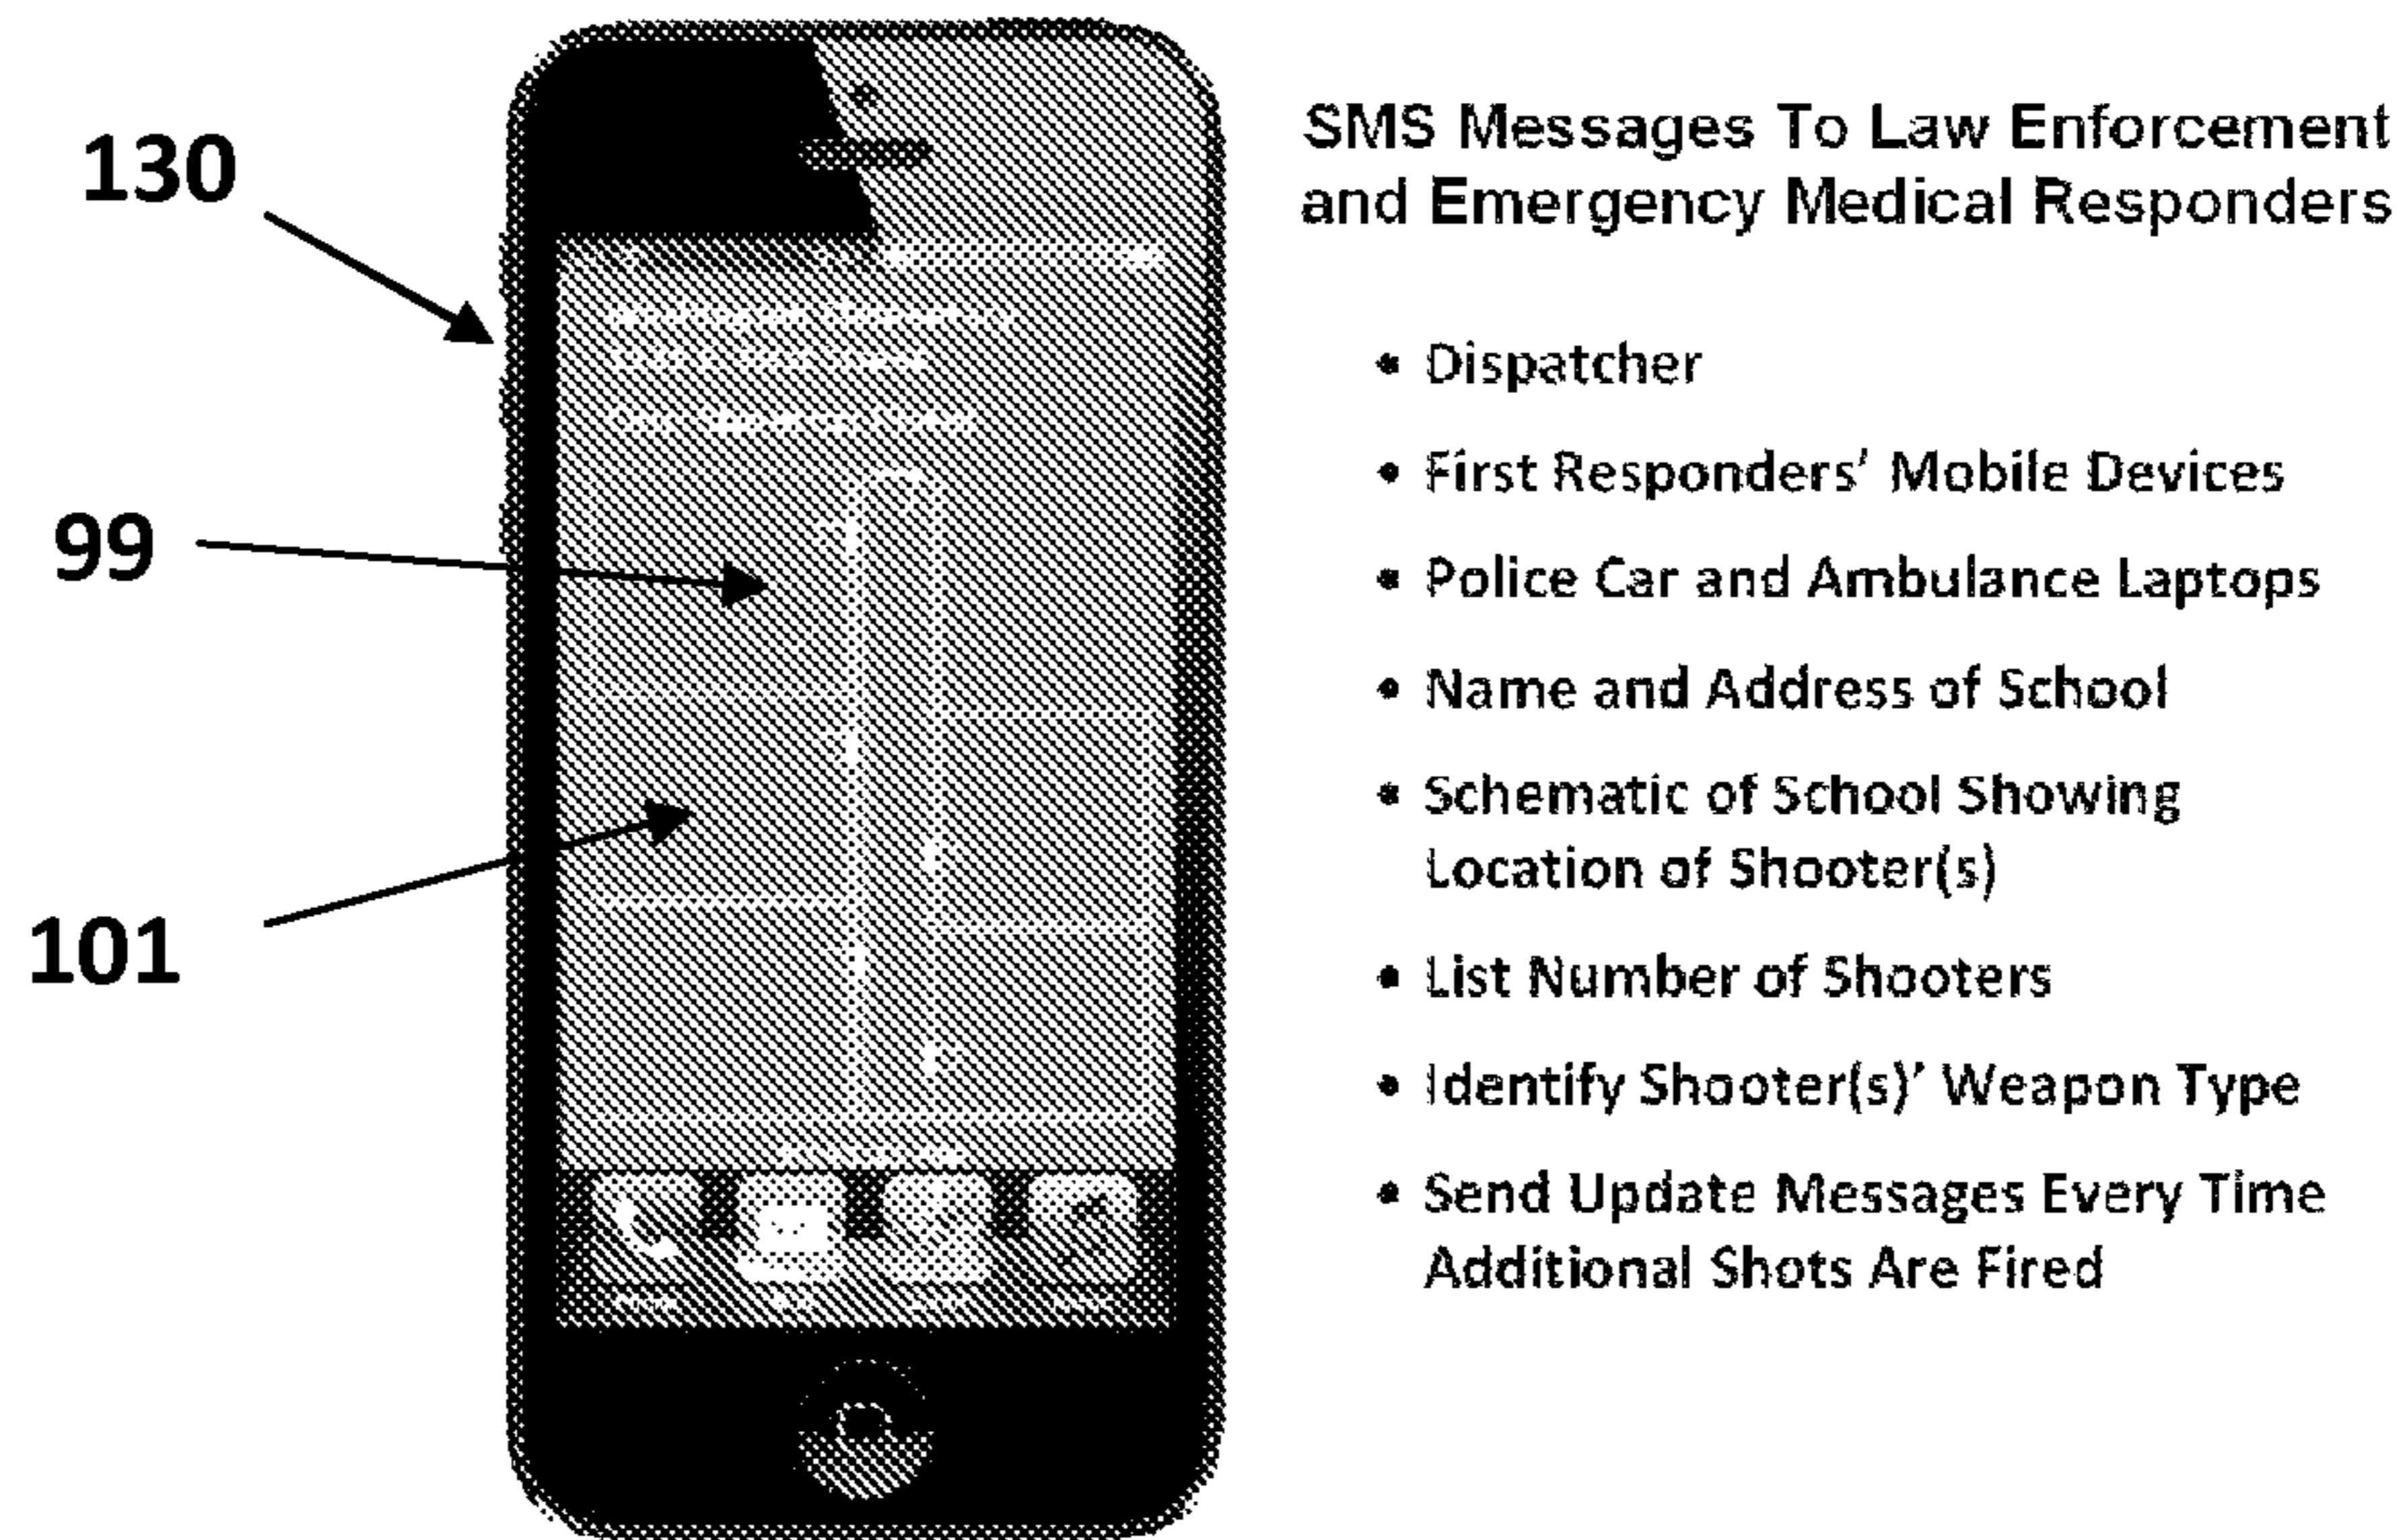 130
99
101
SMS Messages To Law Enforcement
and Emergency Medical Responders
• Dispatcher
• First Responders' Mobile Devices
• Police Car and Ambulance Laptops
• Name and Address of School
• Schematic of School Showing
Location of Shooter(s)
• List Number of Shooters
• Identify Shooter(s)' Weapon Type
• Send Update Messages Every Time
Additional Shots Are Fired